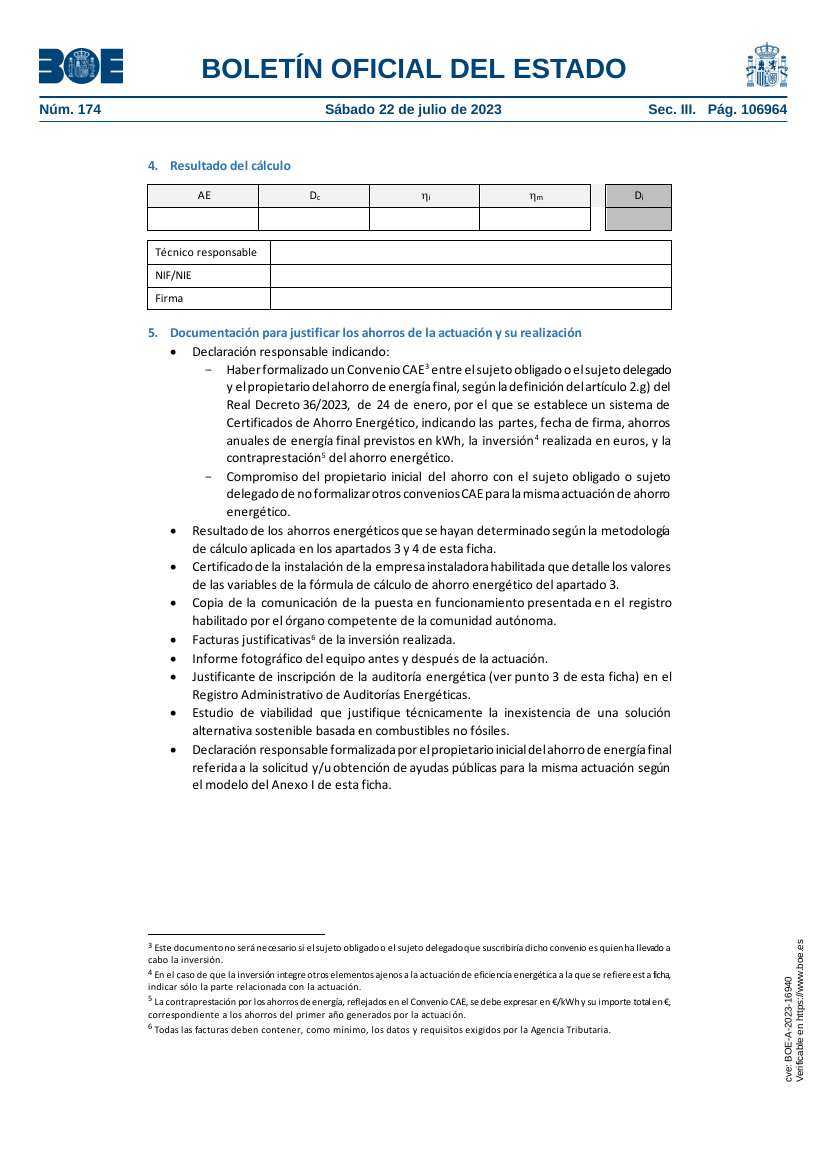 BOE
BOLETÍN OFICIAL DEL ESTADO
Núm. 174 Sábado 22 de julio de 2023 Sec. III. Pág. 106964
4. Resultado del cálculo
AE Dc ηi ηm Di
Técnico responsable
NIF/NIE
Firma
5. Documentación para justificar los ahorros de la actuación y su realización
• Declaración responsable indicando:
− Haber formalizado un Convenio CAE³ entre el sujeto obligado o el sujeto delegado
y el propietario del ahorro de energía final, según la definición del artículo 2.g) del
Real Decreto 36/2023, de 24 de enero, por el que se establece un sistema de
Certificados de Ahorro Energético, indicando las partes, fecha de firma, ahorros
anuales de energía final previstos en kWh, la inversión⁴ realizada en euros, y la
contraprestación⁵ del ahorro energético.
− Compromiso del propietario inicial del ahorro con el sujeto obligado o sujeto
delegado de no formalizar otros convenios CAE para la misma actuación de ahorro
energético.
• Resultado de los ahorros energéticos que se hayan determinado según la metodología
de cálculo aplicada en los apartados 3 y 4 de esta ficha.
• Certificado de la instalación de la empresa instaladora habilitada que detalle los valores
de las variables de la fórmula de cálculo de ahorro energético del apartado 3.
• Copia de la comunicación de la puesta en funcionamiento presentada en el registro
habilitado por el órgano competente de la comunidad autónoma.
• Facturas justificativas⁶ de la inversión realizada.
• Informe fotográfico del equipo antes y después de la actuación.
• Justificante de inscripción de la auditoría energética (ver punto 3 de esta ficha) en el
Registro Administrativo de Auditorías Energéticas.
• Estudio de viabilidad que justifique técnicamente la inexistencia de una solución
alternativa sostenible basada en combustibles no fósiles.
• Declaración responsable formalizada por el propietario inicial del ahorro de energía final
referida a la solicitud y/u obtención de ayudas públicas para la misma actuación según
el modelo del Anexo I de esta ficha.
³ Este documento no será necesario si el sujeto obligado o el sujeto delegado que suscribiría dicho convenio es quien ha llevado a
cabo la inversión.
⁴ En el caso de que la inversión integre otros elementos ajenos a la actuación de eficiencia energética a la que se refiere esta ficha,
indicar sólo la parte relacionada con la actuación.
⁵ La contraprestación por los ahorros de energía, reflejados en el Convenio CAE, se debe expresar en €/kWh y su importe total en €,
correspondiente a los ahorros del primer año generados por la actuación.
⁶ Todas las facturas deben contener, como mínimo, los datos y requisitos exigidos por la Agencia Tributaria.
cve: BOE-A-2023-16940
Verificable en https://www.boe.es